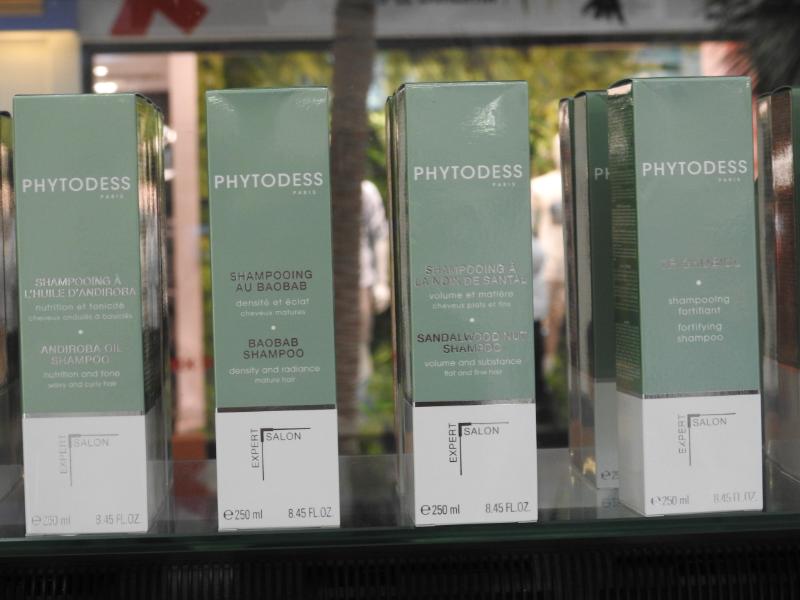 PHYTODESS
PARIS
SHAMPOOING À
L'HUILE D'ANDIROBA
nutrition et tonicité
cheveux ondulés à bouclés
ANDIROBA OIL
SHAMPOO
nutrition and tone
wavy and curly hair
EXPERT
SALON
℮250 ml 8.45 FL.OZ.
PHYTODESS
PARIS
SHAMPOOING
AU BAOBAB
densité et éclat
cheveux matures
BAOBAB
SHAMPOO
density and radiance
mature hair
EXPERT
SALON
℮250 ml 8.45 FL.OZ.
PHYTODESS
PARIS
SHAMPOOING À
LA NOIX DE SANTAL
volume et matière
cheveux plats et fins
SANDALWOOD NUT
SHAMPOO
volume and substance
flat and fine hair
EXPERT
SALON
℮250 ml 8.45 FL.OZ.
PH
℮2
PHYTODESS
PARIS
shampooing
fortifiant
fortifying
shampoo
EXPERT
SALON
℮250 ml 8.45 FL.OZ.